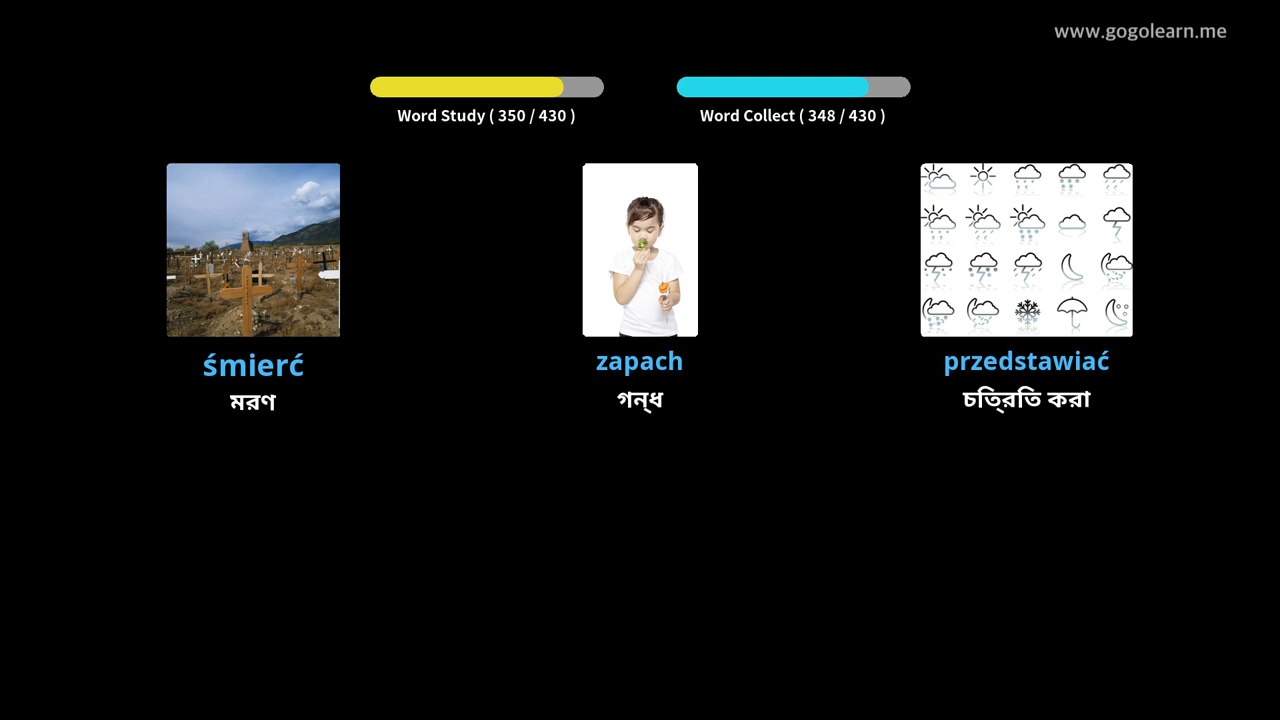 www.gogolearn.me
Word Study ( 350 / 430 )
Word Collect ( 348 / 430 )
śmierć
zapach
przedstawiać
মরণ
গন্ধ
চিত্রিত করা